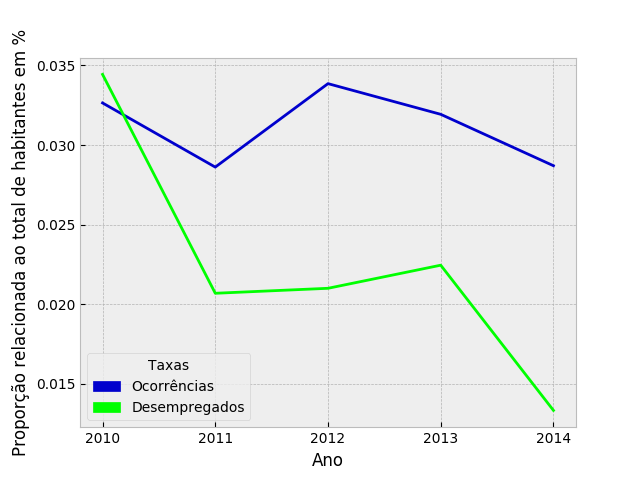 Proporção relacionada ao total de habitantes em %
0.035
0.030
0.025
0.020
0.015
Taxas
Ocorrências
Desempregados
2010 2011 2012 2013 2014
Ano